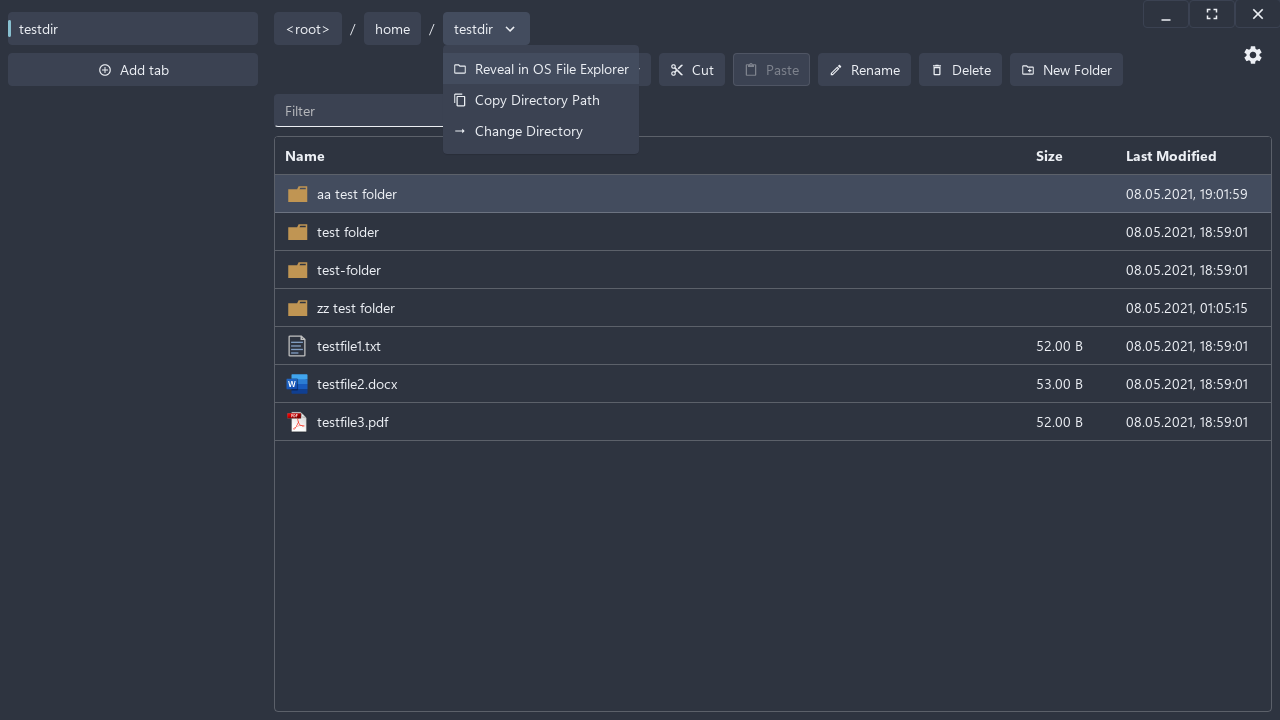 testdir
Add tab
<root> / home / testdir
Reveal in OS File Explorer
Copy Directory Path
Change Directory
Cut
Paste
Rename
Delete
New Folder
Filter
Name Size Last Modified
aa test folder 08.05.2021, 19:01:59
test folder 08.05.2021, 18:59:01
test-folder 08.05.2021, 18:59:01
zz test folder 08.05.2021, 01:05:15
testfile1.txt 52.00 B 08.05.2021, 18:59:01
testfile2.docx 53.00 B 08.05.2021, 18:59:01
testfile3.pdf 52.00 B 08.05.2021, 18:59:01